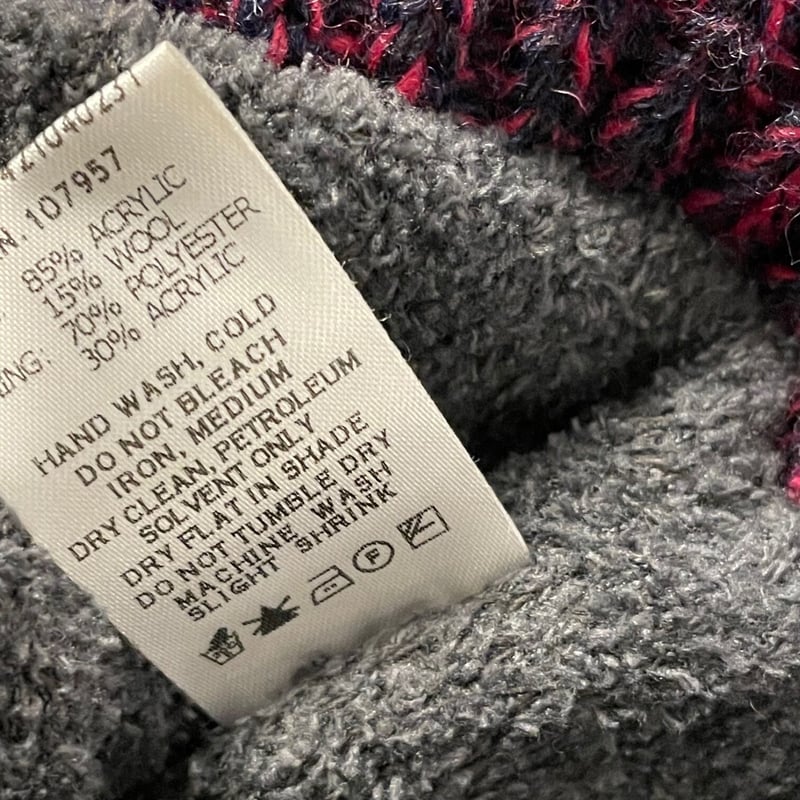 N. 107957
85% ACRYLIC
15% WOOL
70% POLYESTER
ING: 30% ACRYLIC
HAND WASH, COLD
DO NOT BLEACH
IRON, MEDIUM
DRY CLEAN, PETROLEUM
SOLVENT ONLY
DRY FLAT IN SHADE
DO NOT TUMBLE DRY
MACHINE WASH
SLIGHT SHRINK
F